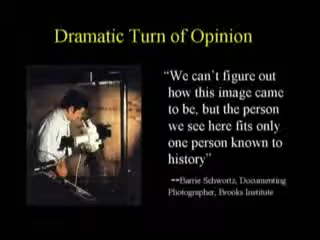 Dramatic Turn of Opinion
“We can't figure out
how this image came
to be, but the person
we see here fits only
one person known to
history”
--Barrie Schwortz, Documenting
Photographer, Brooks Institute